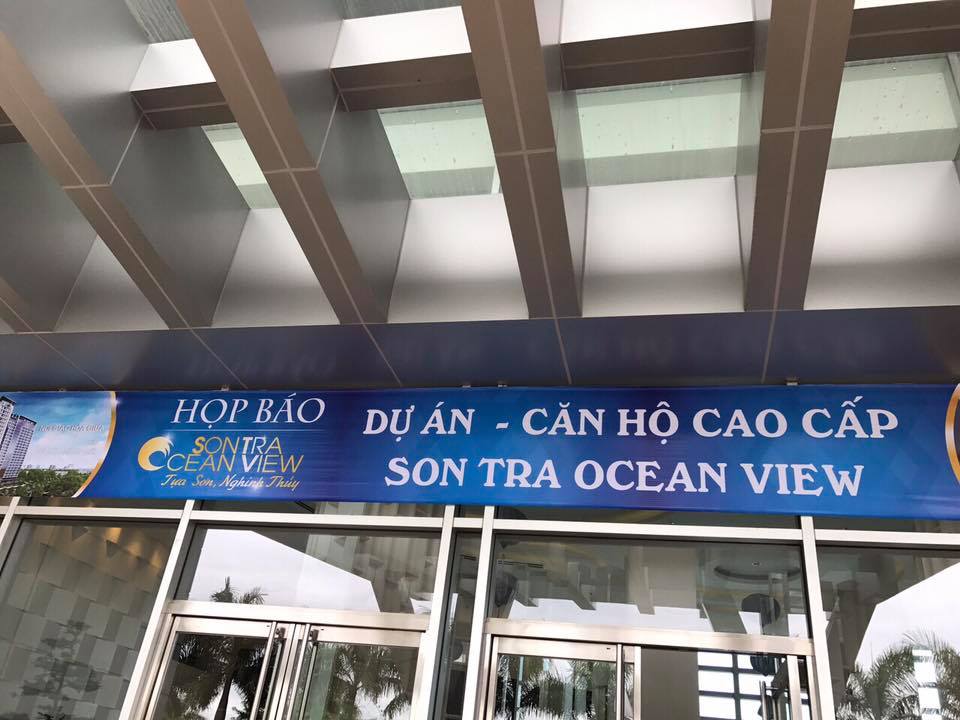 HỌP BÁO
SON TRA
OCEAN VIEW
Tựa Sơn, Nghinh Thủy
DỰ ÁN - CĂN HỘ CAO CẤP
SON TRA OCEAN VIEW